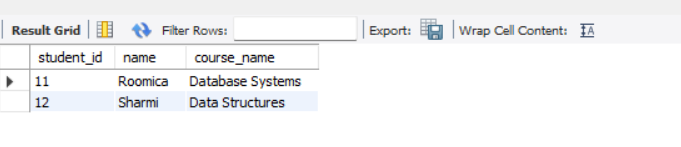 Result Grid Filter Rows: Export: Wrap Cell Content: IA
student_id name course_name
11 Roomica Database Systems
12 Sharmi Data Structures